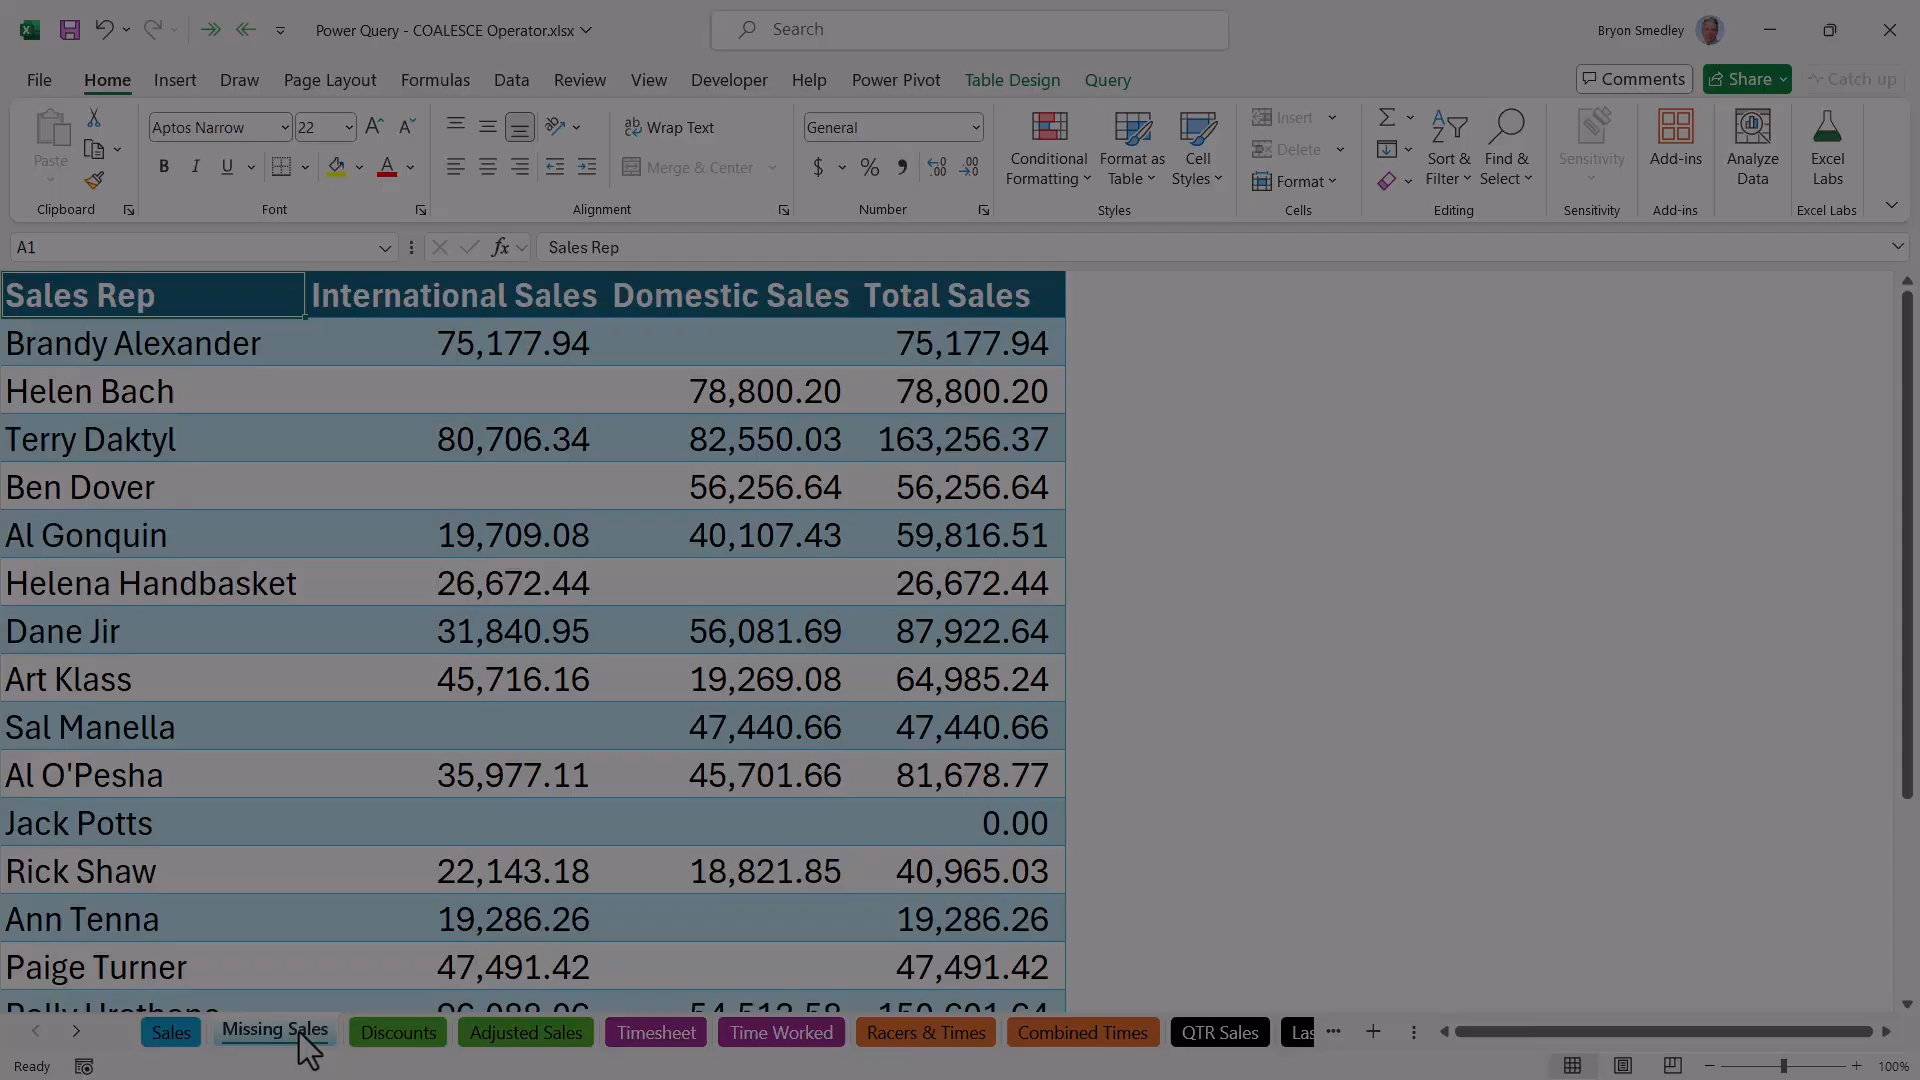 Power Query - COALESCE Operator.xlsx
Search
Bryon Smedley
File Home Insert Draw Page Layout Formulas Data Review View Developer Help Power Pivot Table Design Query
Comments Share Catch up
Paste
Aptos Narrow 22
B I U
Wrap Text
Merge & Center
General
$ %
Conditional Formatting
Format as Table
Cell Styles
Insert
Delete
Format
Sort & Filter
Find & Select
Sensitivity
Add-ins
Analyze Data
Excel Labs
Clipboard Font Alignment Number Styles Cells Editing Sensitivity Add-ins Excel Labs
A1 fx Sales Rep
Sales Rep International Sales Domestic Sales Total Sales
Brandy Alexander 75,177.94 75,177.94
Helen Bach 78,800.20 78,800.20
Terry Daktyl 80,706.34 82,550.03 163,256.37
Ben Dover 56,256.64 56,256.64
Al Gonquin 19,709.08 40,107.43 59,816.51
Helena Handbasket 26,672.44 26,672.44
Dane Jir 31,840.95 56,081.69 87,922.64
Art Klass 45,716.16 19,269.08 64,985.24
Sal Manella 47,440.66 47,440.66
Al O'Pesha 35,977.11 45,701.66 81,678.77
Jack Potts 0.00
Rick Shaw 22,143.18 18,821.85 40,965.03
Ann Tenna 19,286.26 19,286.26
Paige Turner 47,491.42 47,491.42
Sales Missing Sales Discounts Adjusted Sales Timesheet Time Worked Racers & Times Combined Times QTR Sales Las
Ready 100%